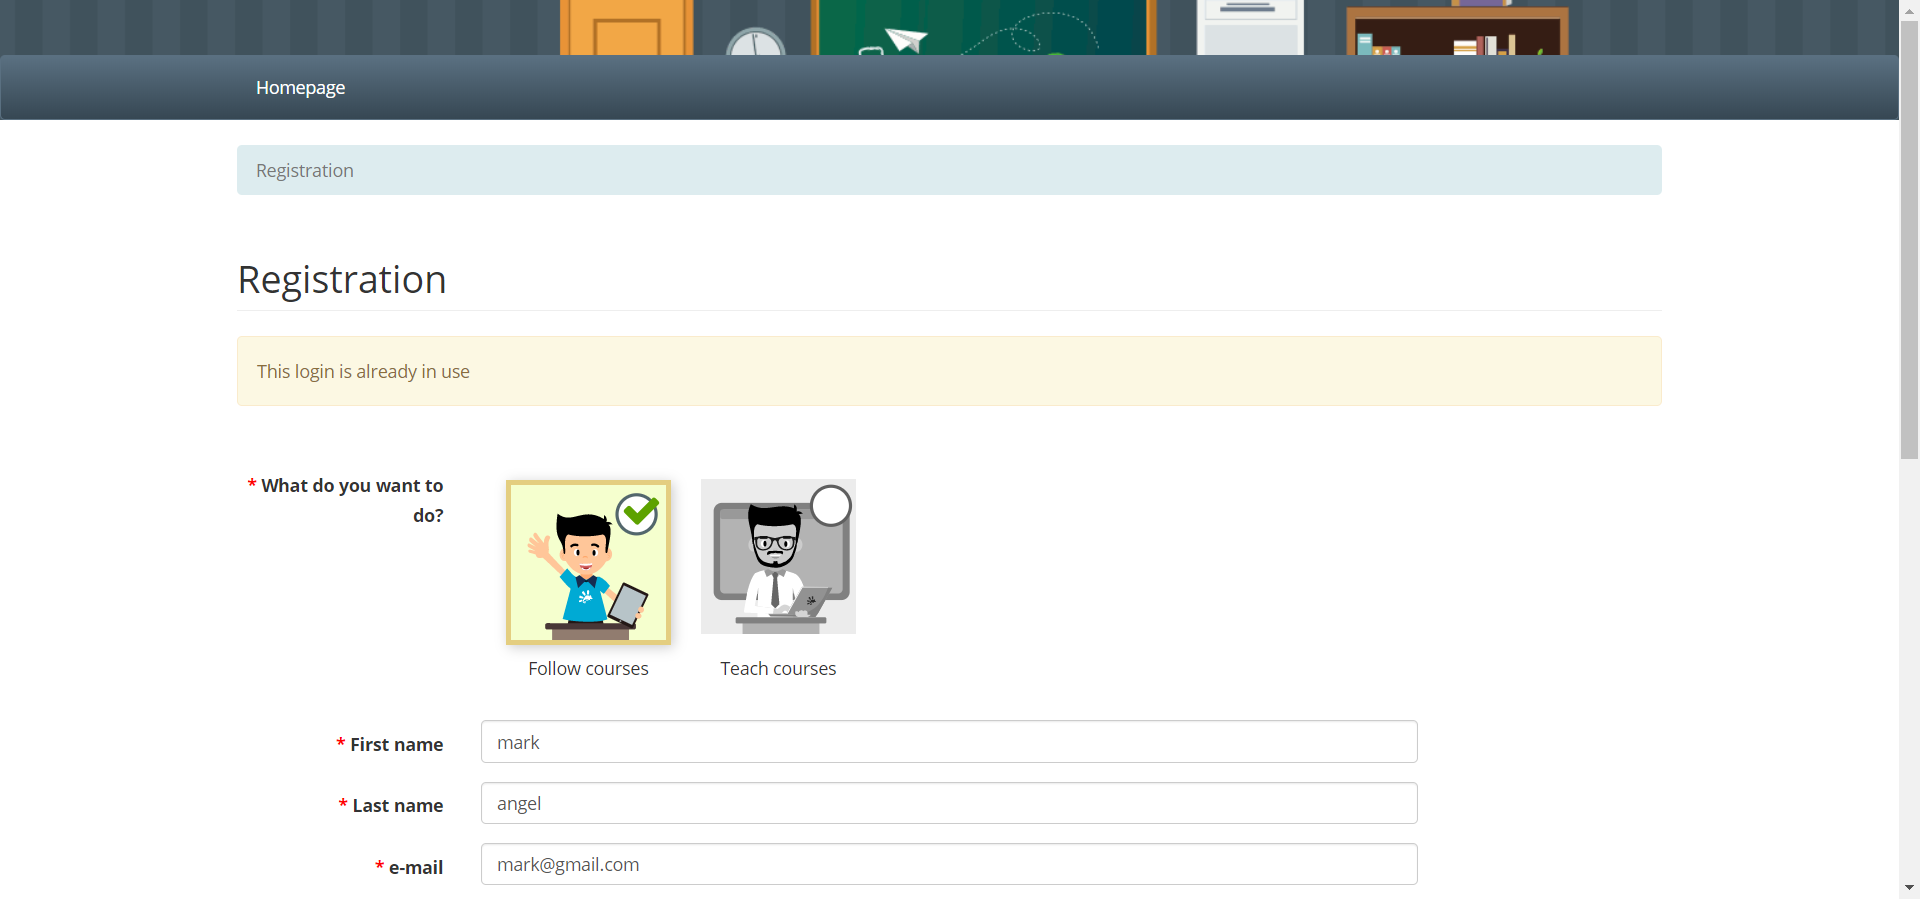 Homepage
Registration
Registration
This login is already in use
* What do you want to
do?
Follow courses
Teach courses
* First name
mark
* Last name
angel
* e-mail
mark@gmail.com